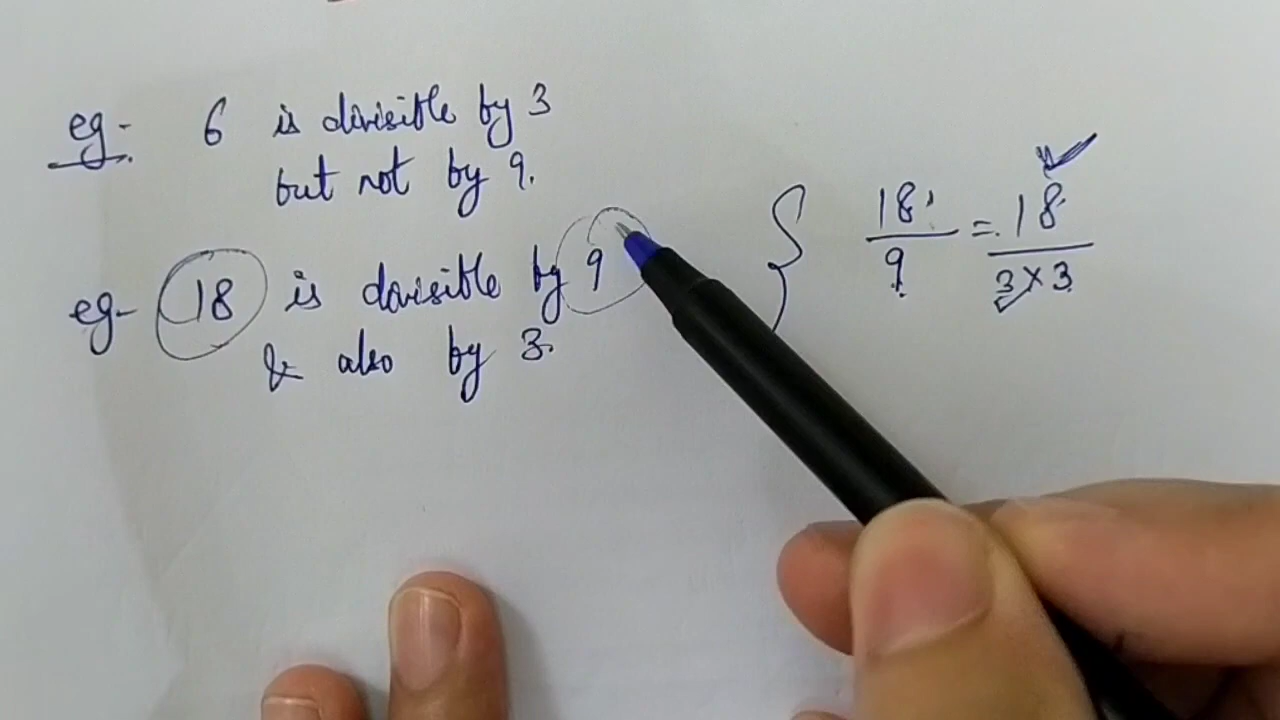 eg- 6 is divisible by 3
but not by 9.
eg- 18 is divisible by 9
& also by 3.
18/9 = 18/3×3